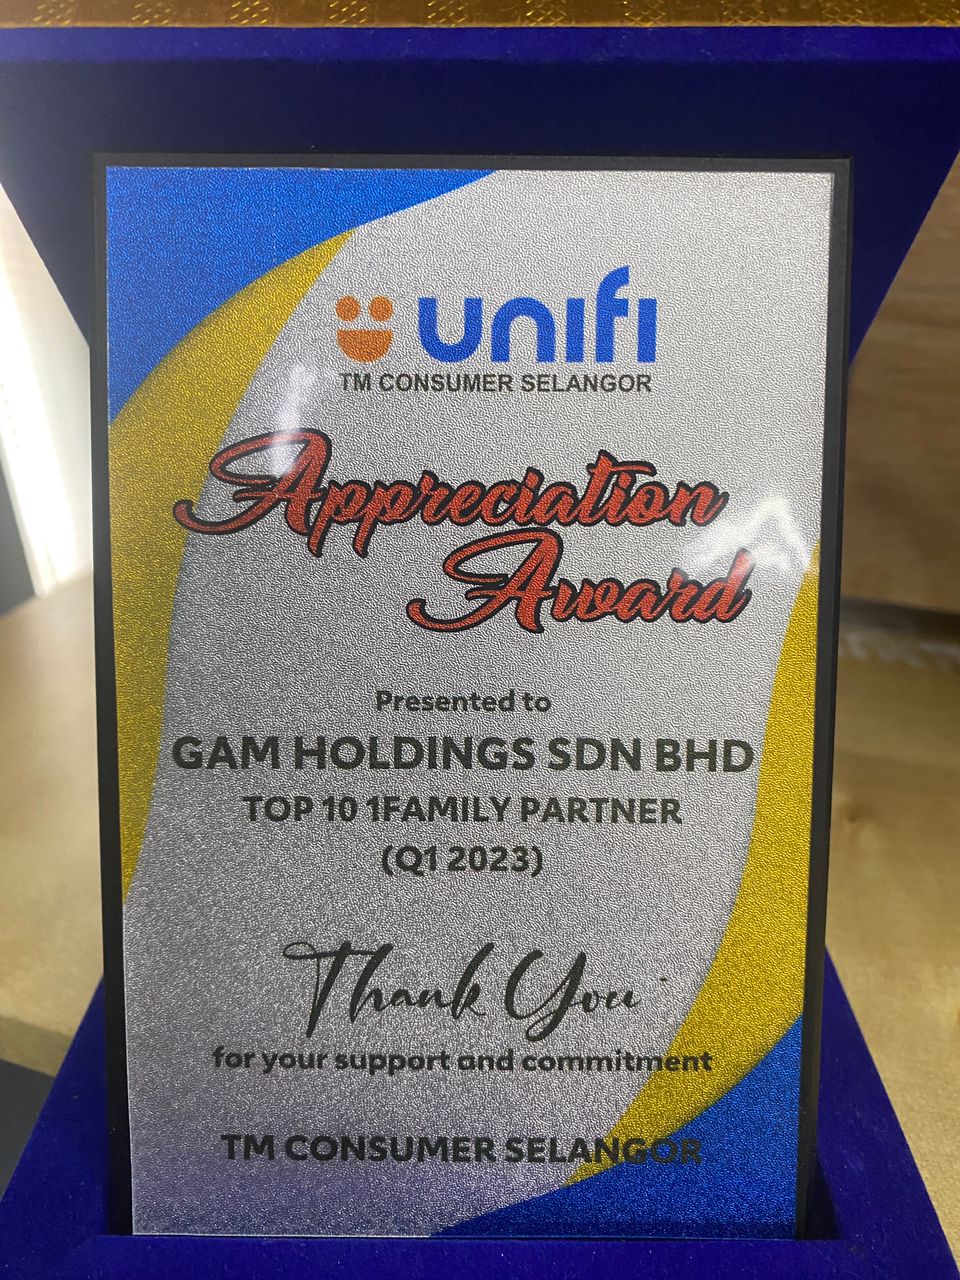 unifi
TM CONSUMER SELANGOR
Appreciation
Award
Presented to
GAM HOLDINGS SDN BHD
TOP 10 1FAMILY PARTNER
(Q1 2023)
Thank You
for your support and commitment
TM CONSUMER SELANGOR